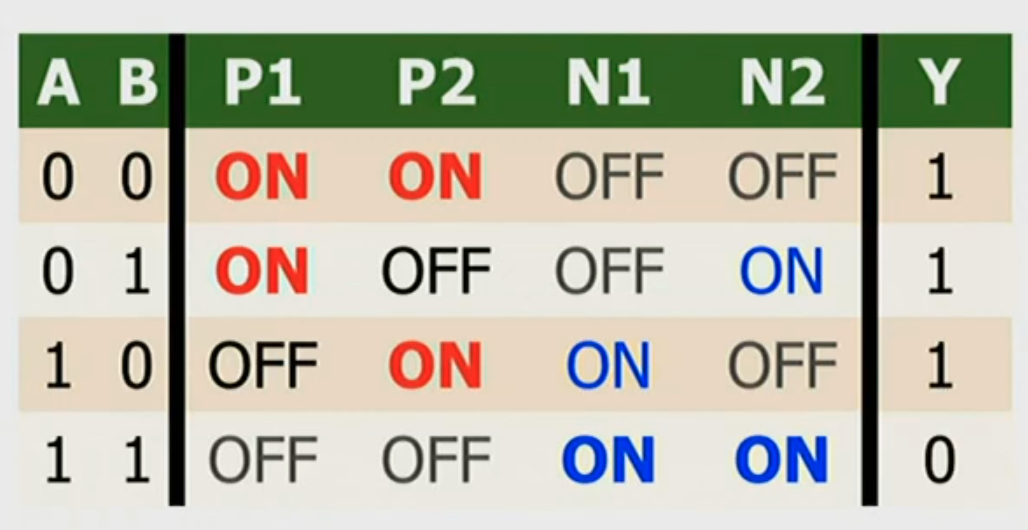 A B P1 P2 N1 N2 Y
0 0 ON ON OFF OFF 1
0 1 ON OFF OFF ON 1
1 0 OFF ON ON OFF 1
1 1 OFF OFF ON ON 0